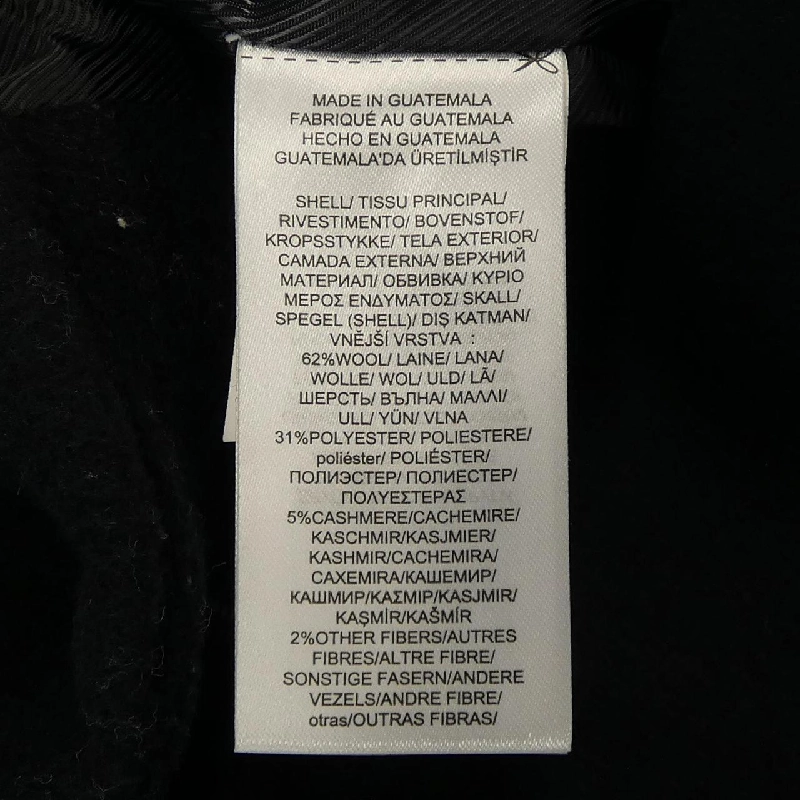 MADE IN GUATEMALA
FABRIQUÉ AU GUATEMALA
HECHO EN GUATEMALA
GUATEMALA'DA ÜRETİLMİŞTİR
SHELL/ TISSU PRINCIPAL/
RIVESTIMENTO/ BOVENSTOF/
KROPSSTYKKE/ TELA EXTERIOR/
CAMADA EXTERNA/ ВЕРХНИЙ
МАТЕРИАЛ/ ОБВИВКА/ ΚΥΡΙΟ
ΜΕΡΟΣ ΕΝΔΥΜΑΤΟΣ/ SKALL/
SPEGEL (SHELL)/ DIŞ KATMAN/
VNĚJŠÍ VRSTVA :
62%WOOL/ LAINE/ LANA/
WOLLE/ WOL/ ULD/ LÃ/
ШЕРСТЬ/ ВЪЛНА/ ΜΑΛΛΙ/
ULL/ YÜN/ VLNA
31%POLYESTER/ POLIESTERE/
poliéster/ POLIÉSTER/
ПОЛИЭСТЕР/ ПОЛИЕСТЕР/
ΠΟΛΥΕΣΤΕΡΑΣ
5%CASHMERE/CACHEMIRE/
KASCHMIR/KASJMIER/
KASHMIR/CACHEMIRA/
CAXEMIRA/КАШЕМИР/
КАШМИР/ΚΑΣΜΙΡ/KASJMIR/
KAŞMİR/KAŠMÍR
2%OTHER FIBERS/AUTRES
FIBRES/ALTRE FIBRE/
SONSTIGE FASERN/ANDERE
VEZELS/ANDRE FIBRE/
otras/OUTRAS FIBRAS/